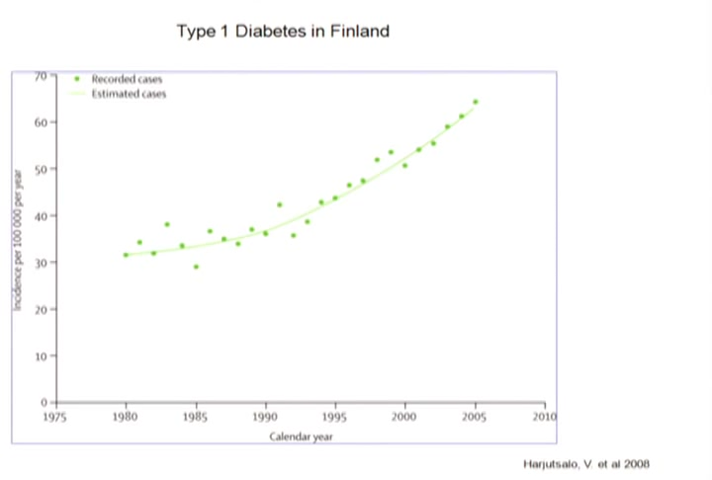 Type 1 Diabetes in Finland
Recorded cases
Estimated cases
Incidence per 100 000 per year
70
60
50
40
30
20
10
0
1975 1980 1985 1990 1995 2000 2005 2010
Calendar year
Harjutsalo, V. et al 2008